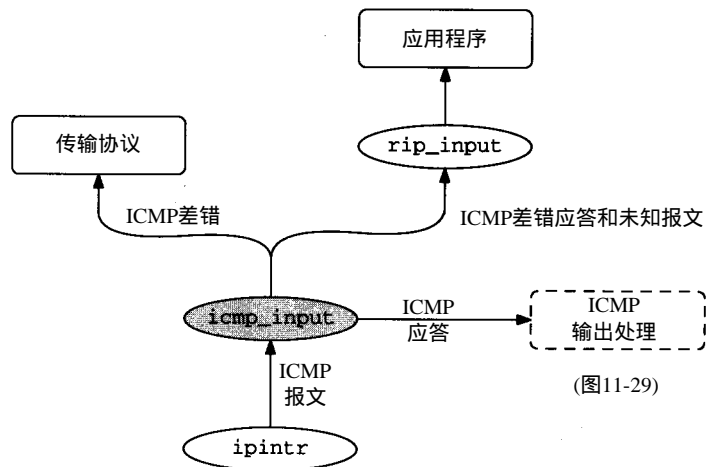 应用程序
传输协议
rip_input
ICMP差错
ICMP差错应答和未知报文
icmp_input
ICMP
应答
ICMP
输出处理
ICMP
报文
(图11-29)
ipintr